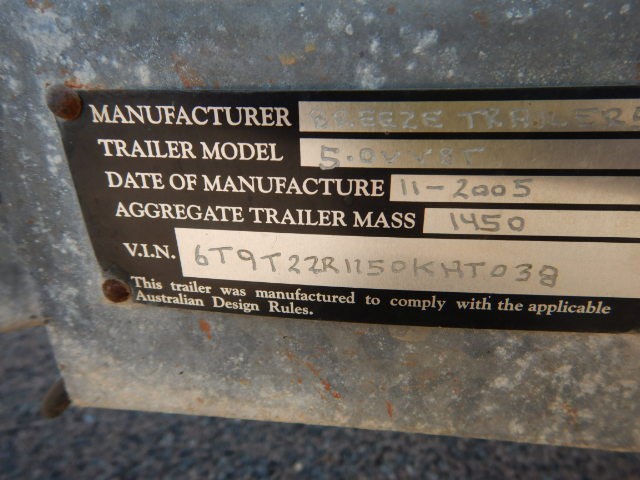 MANUFACTURER BREEZE TRAILERS
TRAILER MODEL
DATE OF MANUFACTURE 11-2005
AGGREGATE TRAILER MASS 1450
V.I.N. 6T9T22R1150KHT038
This trailer was manufactured to comply with the applicable
Australian Design Rules.